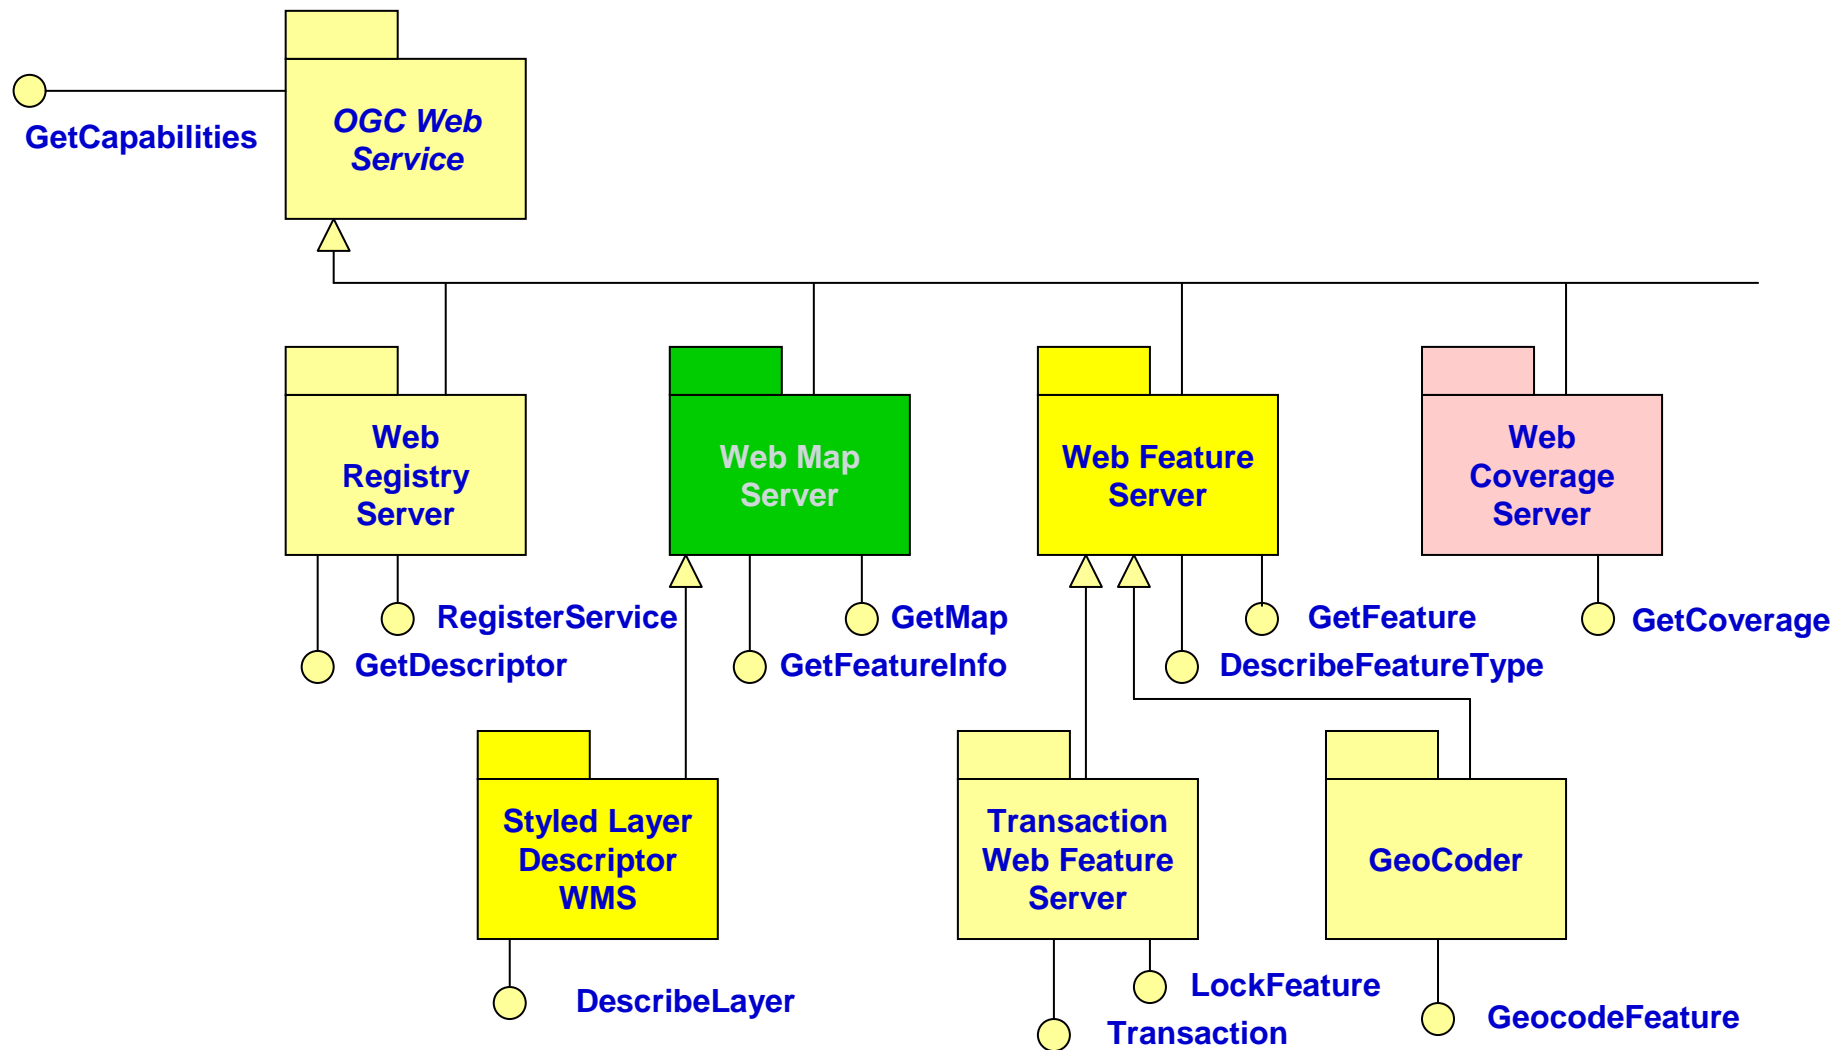 GetCapabilities
OGC Web
Service
Web
Registry
Server
Web Map
Server
Web Feature
Server
Web
Coverage
Server
RegisterService
GetMap
GetFeature
GetCoverage
GetDescriptor
GetFeatureInfo
DescribeFeatureType
Styled Layer
Descriptor
WMS
Transaction
Web Feature
Server
GeoCoder
DescribeLayer
LockFeature
Transaction
GeocodeFeature